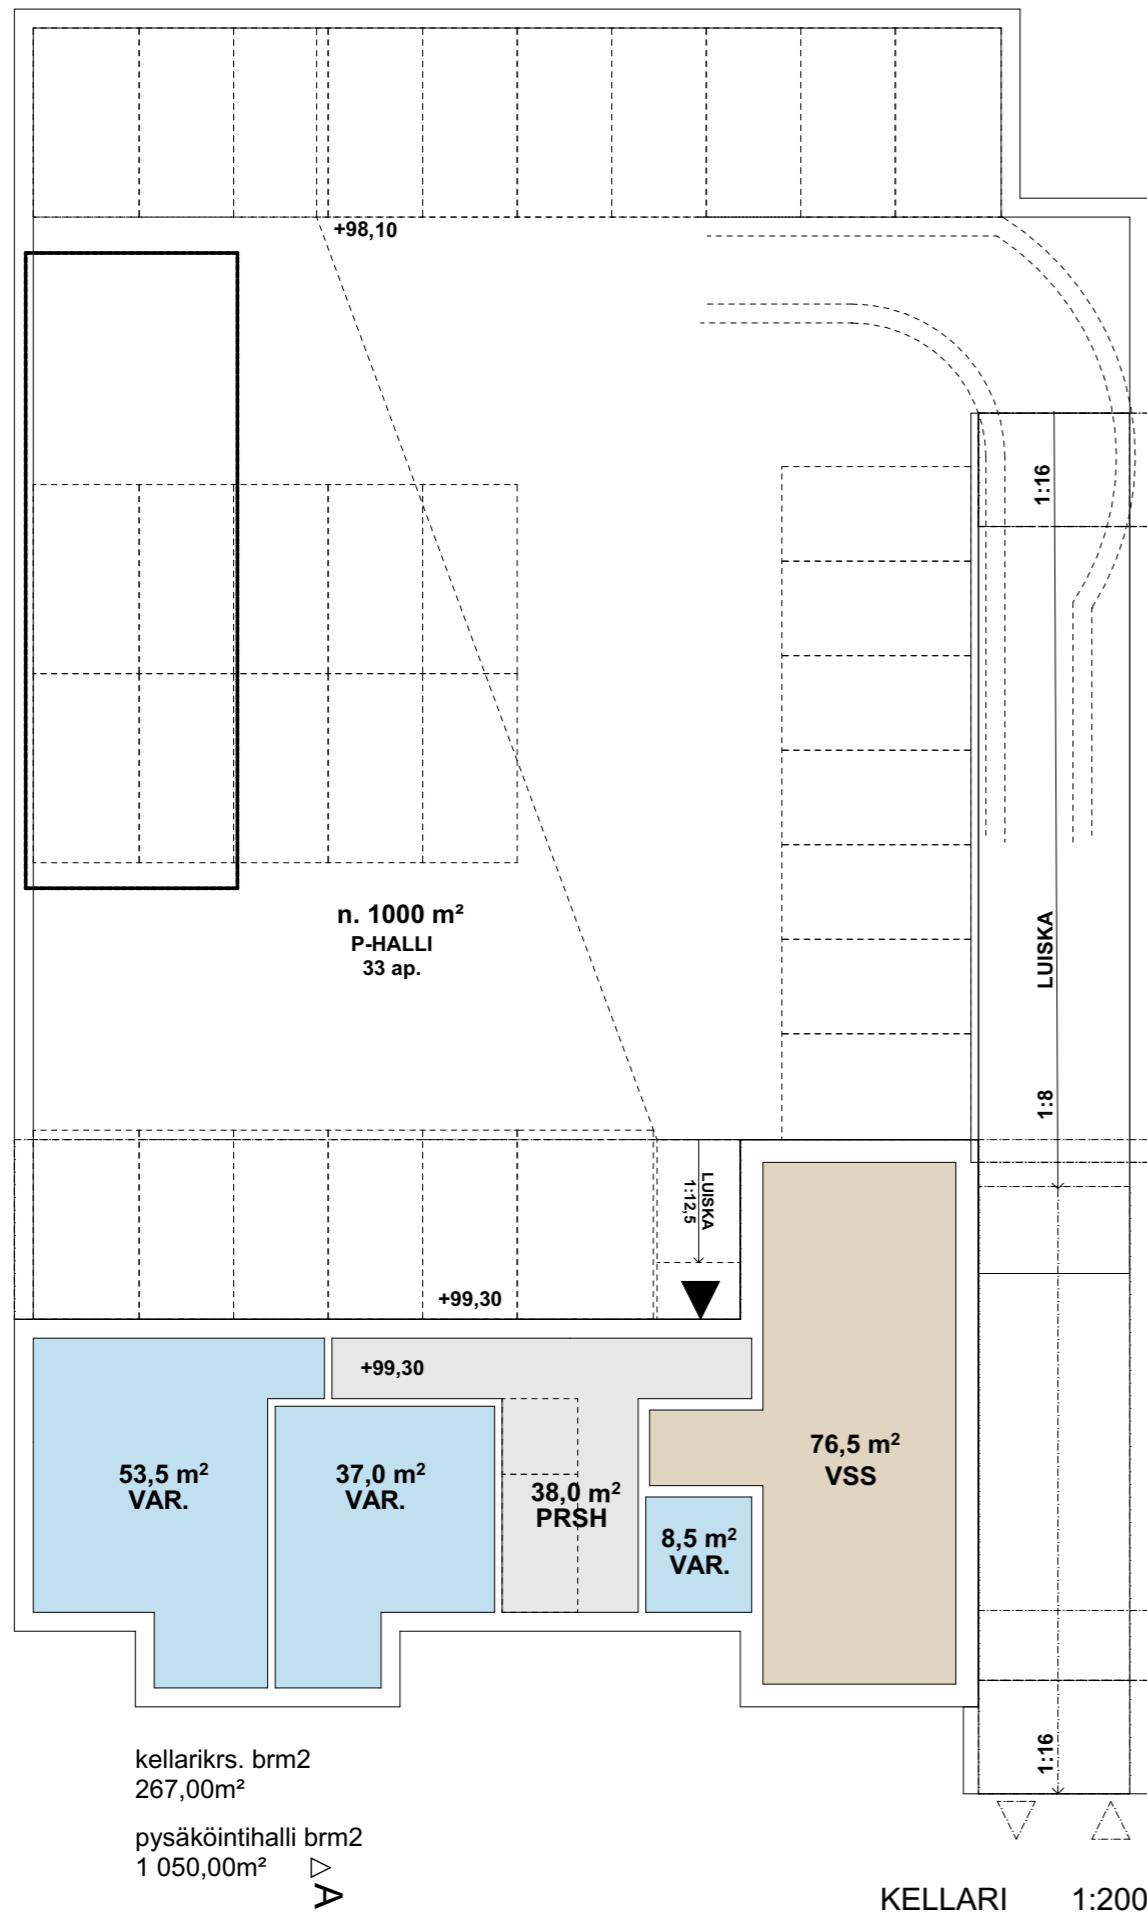 +98,10
1:16
n. 1000 m²
P-HALLI
33 ap.
LUISKA
1:8
LUISKA
1:12,5
+99,30
+99,30
53,5 m²
VAR.
37,0 m²
VAR.
38,0 m²
PRSH
8,5 m²
VAR.
76,5 m²
VSS
1:16
kellarikrs. brm2
267,00m²
pysäköintihalli brm2
1 050,00m²
A
KELLARI 1:200